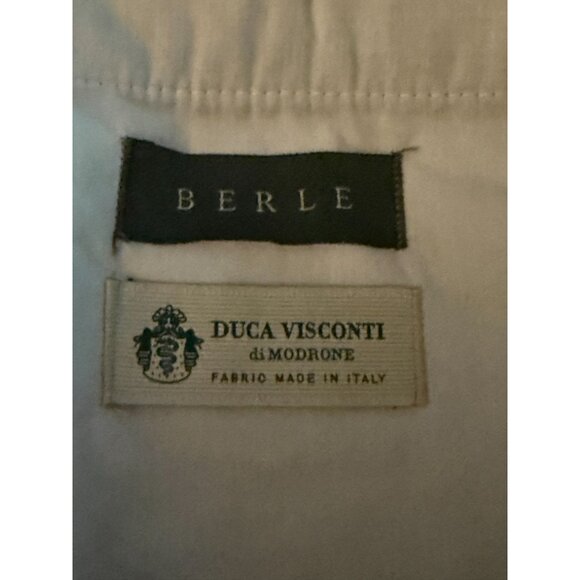 BERLE
DUCA VISCONTI
di MODRONE
FABRIC MADE IN ITALY